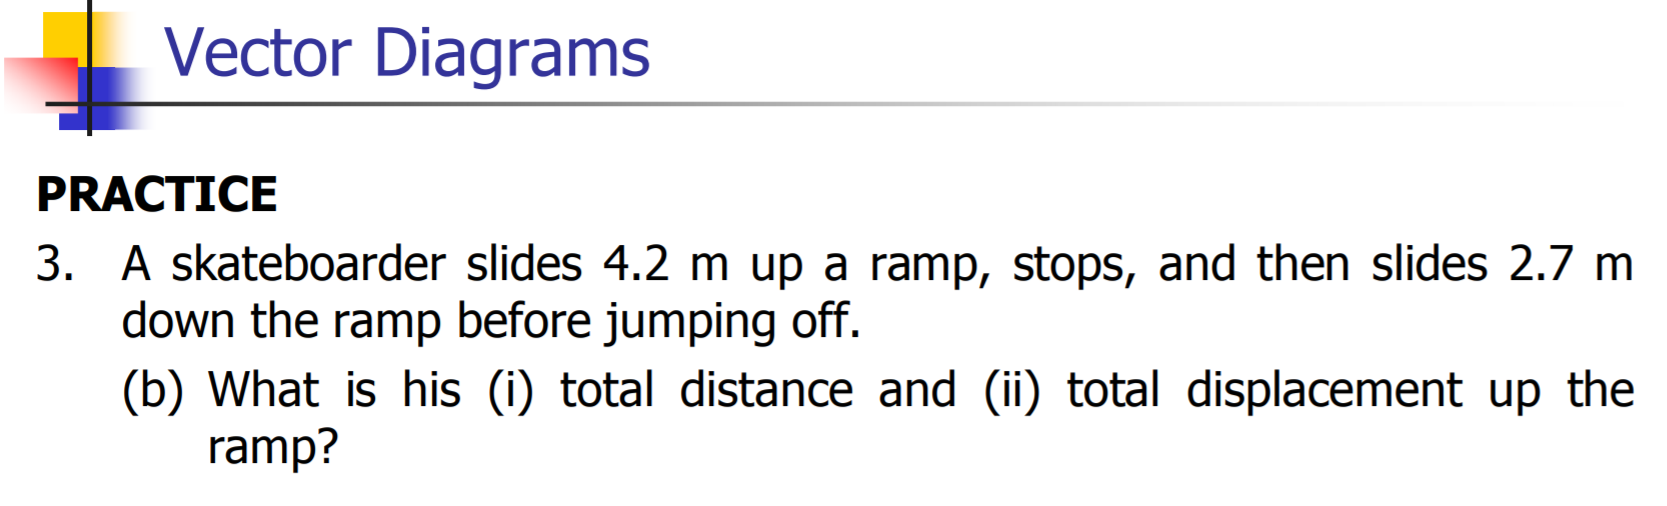 Vector Diagrams
PRACTICE
3. A skateboarder slides 4.2 m up a ramp, stops, and then slides 2.7 m
down the ramp before jumping off.
(b) What is his (i) total distance and (ii) total displacement up the
ramp?